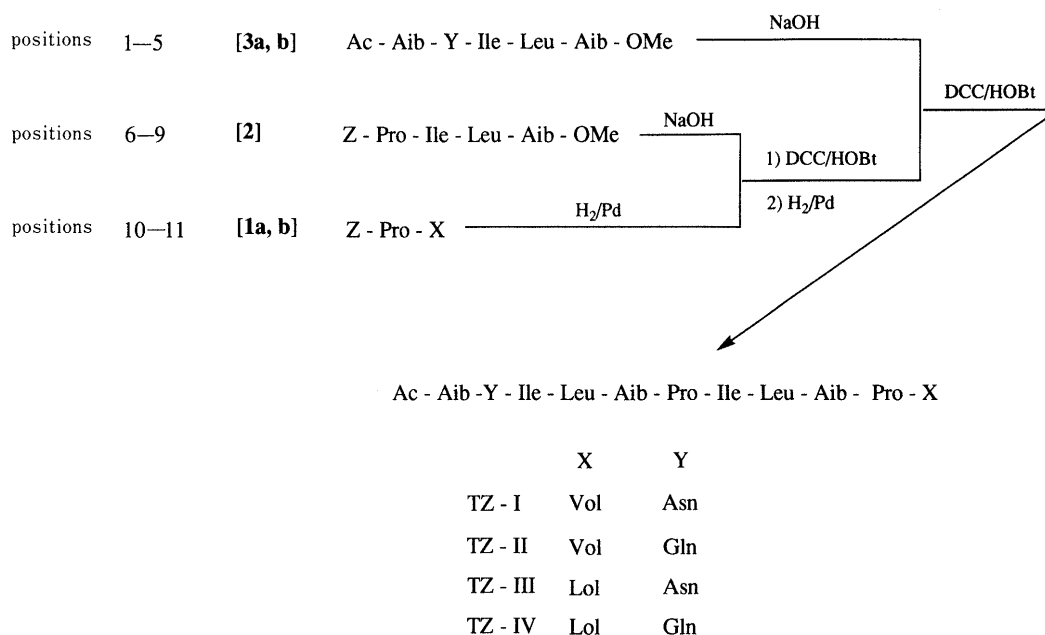 NaOH
positions 1—5 [3a, b] Ac - Aib - Y - Ile - Leu - Aib - OMe
DCC/HOBt
NaOH
positions 6—9 [2] Z - Pro - Ile - Leu - Aib - OMe
1) DCC/HOBt
2) H2/Pd
H2/Pd
positions 10—11 [1a, b] Z - Pro - X
Ac - Aib -Y - Ile - Leu - Aib - Pro - Ile - Leu - Aib - Pro - X
X Y
TZ - I Vol Asn
TZ - II Vol Gln
TZ - III Lol Asn
TZ - IV Lol Gln